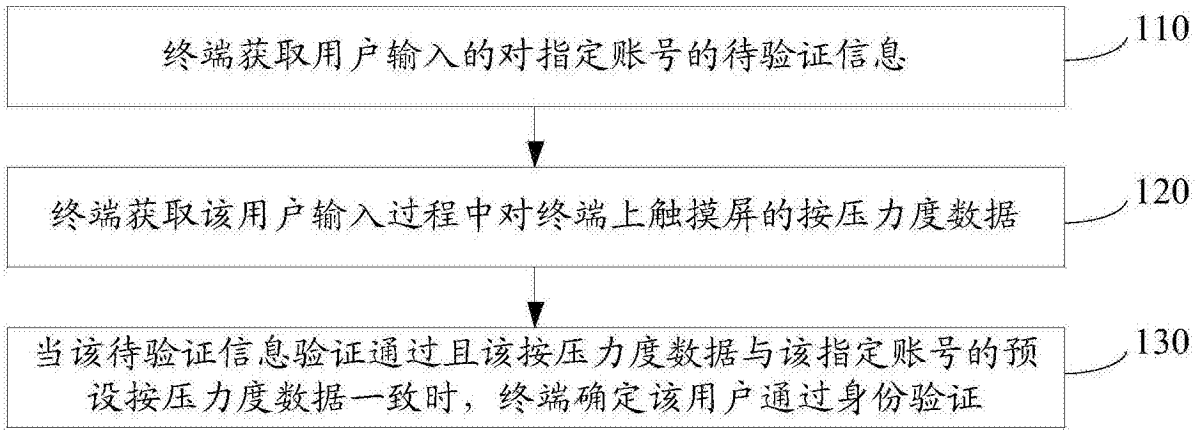 终端获取用户输入的对指定账号的待验证信息
110
终端获取该用户输入过程中对终端上触摸屏的按压力度数据
120
当该待验证信息验证通过且该按压力度数据与该指定账号的预
设按压力度数据一致时，终端确定该用户通过身份验证
130